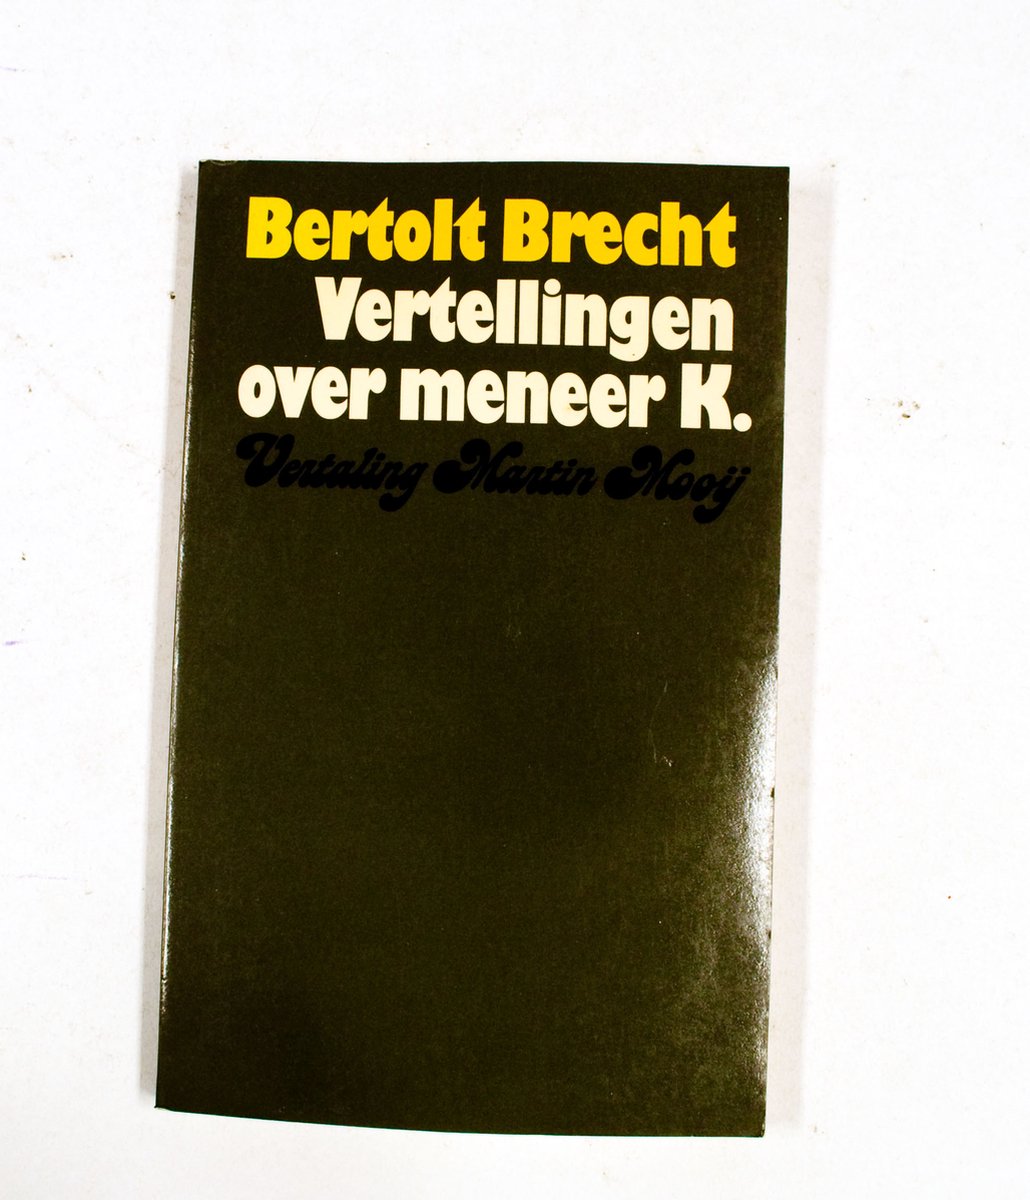 Bertolt Brecht
Vertellingen
over meneer K.
Vertaling Martin Mooij